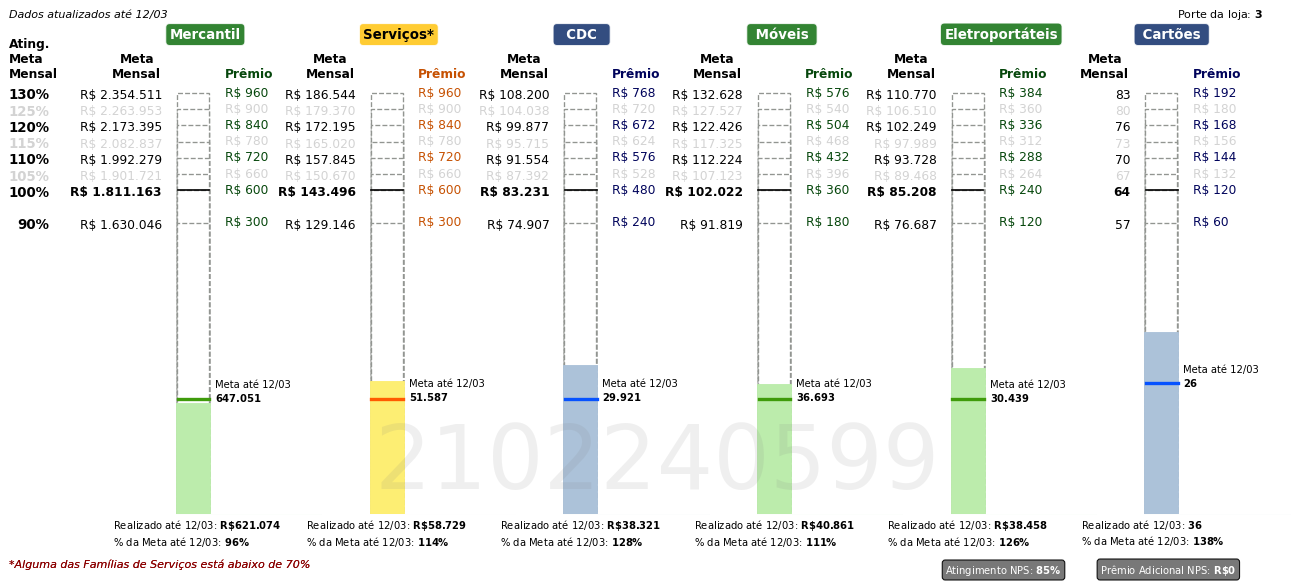 Dados atualizados até 12/03 Porte da loja: 3
Mercantil Serviços* CDC Móveis Eletroportáteis Cartões
Ating. Meta Mensal Meta Mensal Prêmio Meta Mensal Prêmio Meta Mensal Prêmio Meta Mensal Prêmio Meta Mensal Prêmio Meta Mensal Prêmio
130% R$ 2.354.511 R$ 960 R$ 186.544 R$ 960 R$ 108.200 R$ 768 R$ 132.628 R$ 576 R$ 110.770 R$ 384 83 R$ 192
125% R$ 2.263.953 R$ 900 R$ 179.370 R$ 900 R$ 104.038 R$ 720 R$ 127.527 R$ 540 R$ 106.510 R$ 360 80 R$ 180
120% R$ 2.173.395 R$ 840 R$ 172.195 R$ 840 R$ 99.877 R$ 672 R$ 122.426 R$ 504 R$ 102.249 R$ 336 76 R$ 168
115% R$ 2.082.837 R$ 780 R$ 165.020 R$ 780 R$ 95.715 R$ 624 R$ 117.325 R$ 468 R$ 97.989 R$ 312 73 R$ 156
110% R$ 1.992.279 R$ 720 R$ 157.845 R$ 720 R$ 91.554 R$ 576 R$ 112.224 R$ 432 R$ 93.728 R$ 288 70 R$ 144
105% R$ 1.901.721 R$ 660 R$ 150.670 R$ 660 R$ 87.392 R$ 528 R$ 107.123 R$ 396 R$ 89.468 R$ 264 67 R$ 132
100% R$ 1.811.163 R$ 600 R$ 143.496 R$ 600 R$ 83.231 R$ 480 R$ 102.022 R$ 360 R$ 85.208 R$ 240 64 R$ 120
90% R$ 1.630.046 R$ 300 R$ 129.146 R$ 300 R$ 74.907 R$ 240 R$ 91.819 R$ 180 R$ 76.687 R$ 120 57 R$ 60
Meta até 12/03 Meta até 12/03 Meta até 12/03 Meta até 12/03 Meta até 12/03 Meta até 12/03
647.051 51.587 29.921 36.693 30.439 26
2102240599
Realizado até 12/03: R$621.074 Realizado até 12/03: R$58.729 Realizado até 12/03: R$38.321 Realizado até 12/03: R$40.861 Realizado até 12/03: R$38.458 Realizado até 12/03: 36
% da Meta até 12/03: 96% % da Meta até 12/03: 114% % da Meta até 12/03: 128% % da Meta até 12/03: 111% % da Meta até 12/03: 126% % da Meta até 12/03: 138%
*Alguma das Famílias de Serviços está abaixo de 70% Atingimento NPS: 85% Prêmio Adicional NPS: R$0